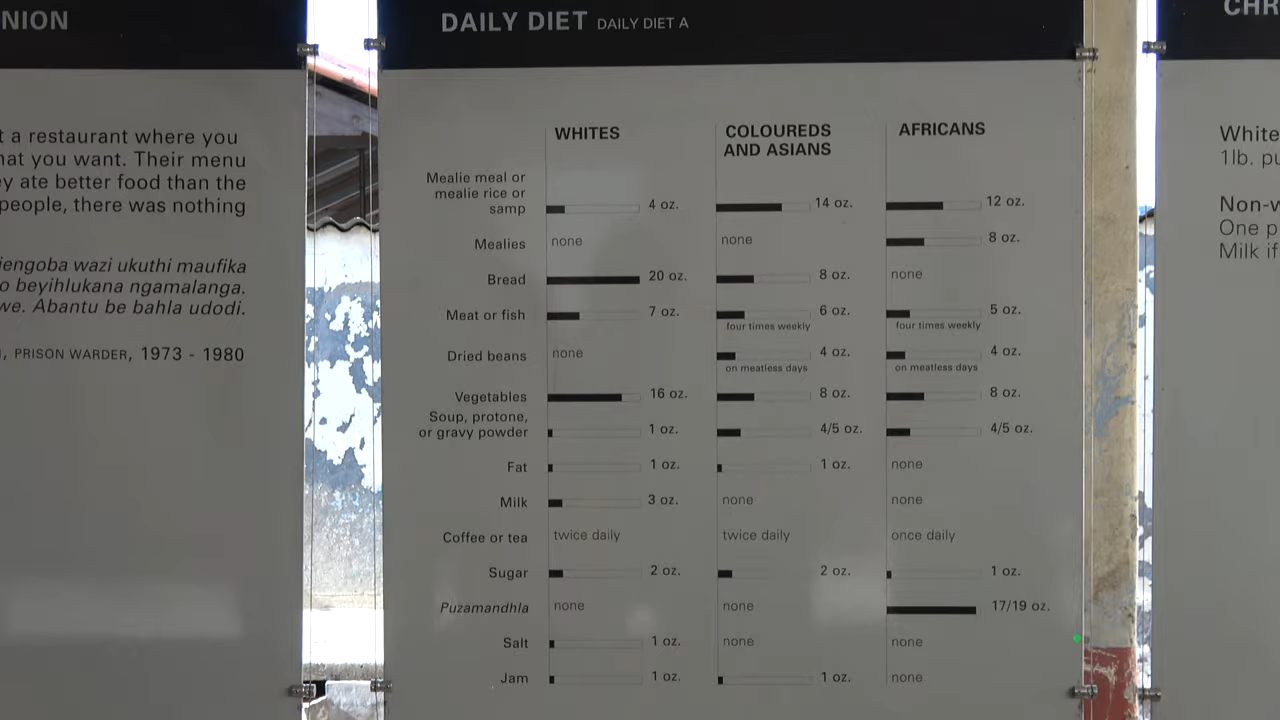 NION
t a restaurant where you
hat you want. Their menu
ey ate better food than the
people, there was nothing
iengoba wazi ukuthi maufika
o beyihlukana ngamalanga.
we. Abantu be bahla udodi.
, PRISON WARDER, 1973 - 1980
DAILY DIET DAILY DIET A
WHITES COLOUREDS AND ASIANS AFRICANS
Mealie meal or
mealie rice or
samp 4 oz. 14 oz. 12 oz.
Mealies none none 8 oz.
Bread 20 oz. 8 oz. none
Meat or fish 7 oz. 6 oz. 5 oz.
four times weekly four times weekly
Dried beans none 4 oz. 4 oz.
on meatless days on meatless days
Vegetables 16 oz. 8 oz. 8 oz.
Soup, protone,
or gravy powder 1 oz. 4/5 oz. 4/5 oz.
Fat 1 oz. 1 oz. none
Milk 3 oz. none none
Coffee or tea twice daily twice daily once daily
Sugar 2 oz. 2 oz. 1 oz.
Puzamandhla none none 17/19 oz.
Salt 1 oz. none none
Jam 1 oz. 1 oz. none
CHR
White
1lb. pu
Non-w
One p
Milk if